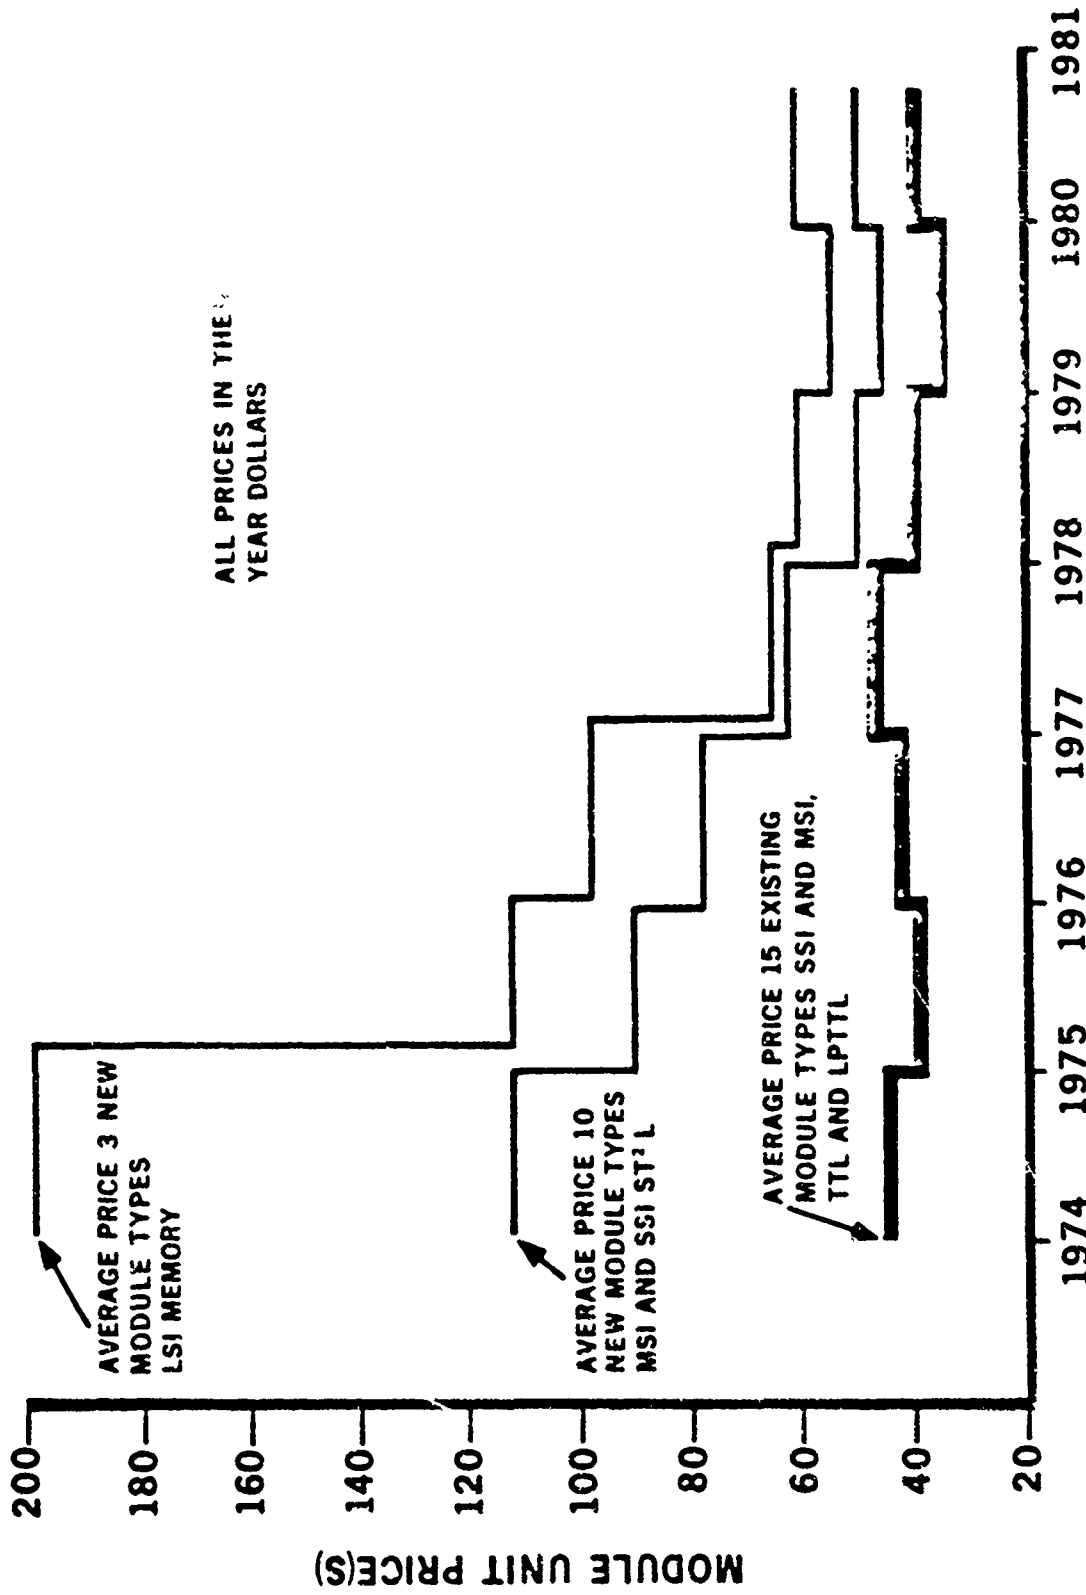 MODULE UNIT PRICE(S)
200
180
160
140
120
100
80
60
40
20
AVERAGE PRICE 3 NEW
MODULE TYPES
LSI MEMORY
AVERAGE PRICE 10
NEW MODULE TYPES
MSI AND SSI ST²L
AVERAGE PRICE 15 EXISTING
MODULE TYPES SSI AND MSI,
TTL AND LPTTL
ALL PRICES IN THE
YEAR DOLLARS
1974
1975
1976
1977
1978
1979
1980
1981